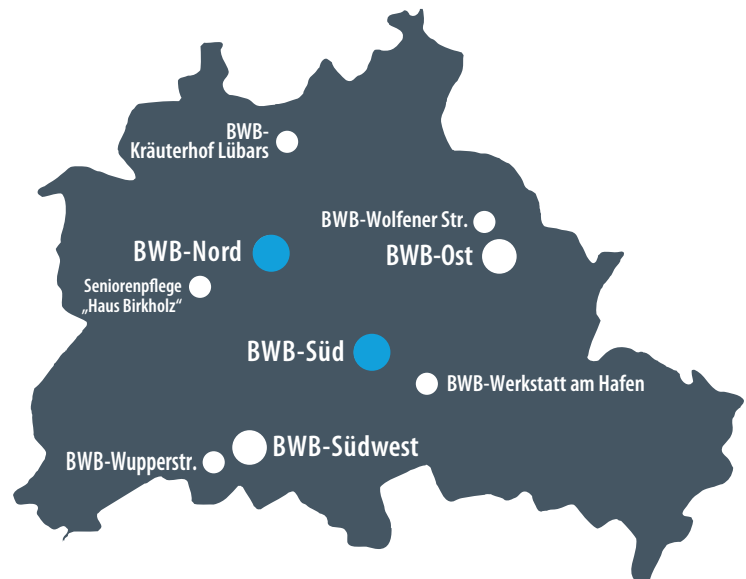 BWB-
Kräuterhof Lübars
BWB-Wolfener Str.
BWB-Nord
BWB-Ost
Seniorenpflege
„Haus Birkholz“
BWB-Süd
BWB-Werkstatt am Hafen
BWB-Südwest
BWB-Wupperstr.